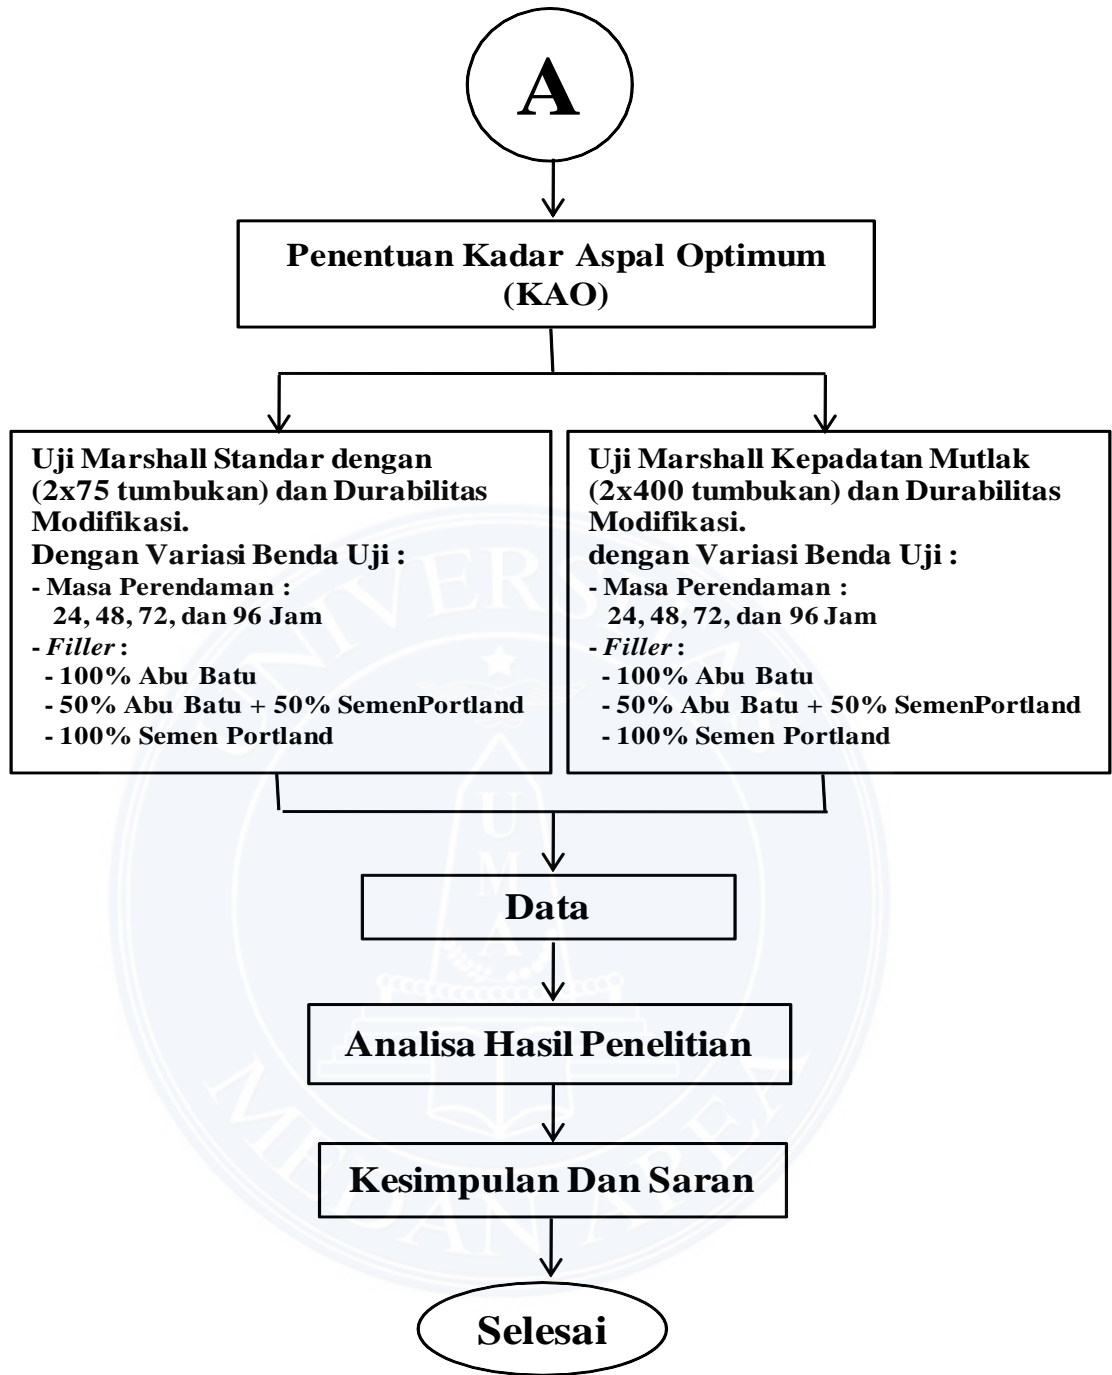 A
Penentuan Kadar Aspal Optimum
(KAO)
Uji Marshall Standar dengan
(2x75 tumbukan) dan Durabilitas
Modifikasi.
Dengan Variasi Benda Uji :
- Masa Perendaman :
24, 48, 72, dan 96 Jam
- Filler :
- 100% Abu Batu
- 50% Abu Batu + 50% SemenPortland
- 100% Semen Portland
Uji Marshall Kepadatan Mutlak
(2x400 tumbukan) dan Durabilitas
Modifikasi.
dengan Variasi Benda Uji :
- Masa Perendaman :
24, 48, 72, dan 96 Jam
- Filler :
- 100% Abu Batu
- 50% Abu Batu + 50% SemenPortland
- 100% Semen Portland
Data
Analisa Hasil Penelitian
Kesimpulan Dan Saran
Selesai
UNIVERSITAS
UMA
MEDAN AREA